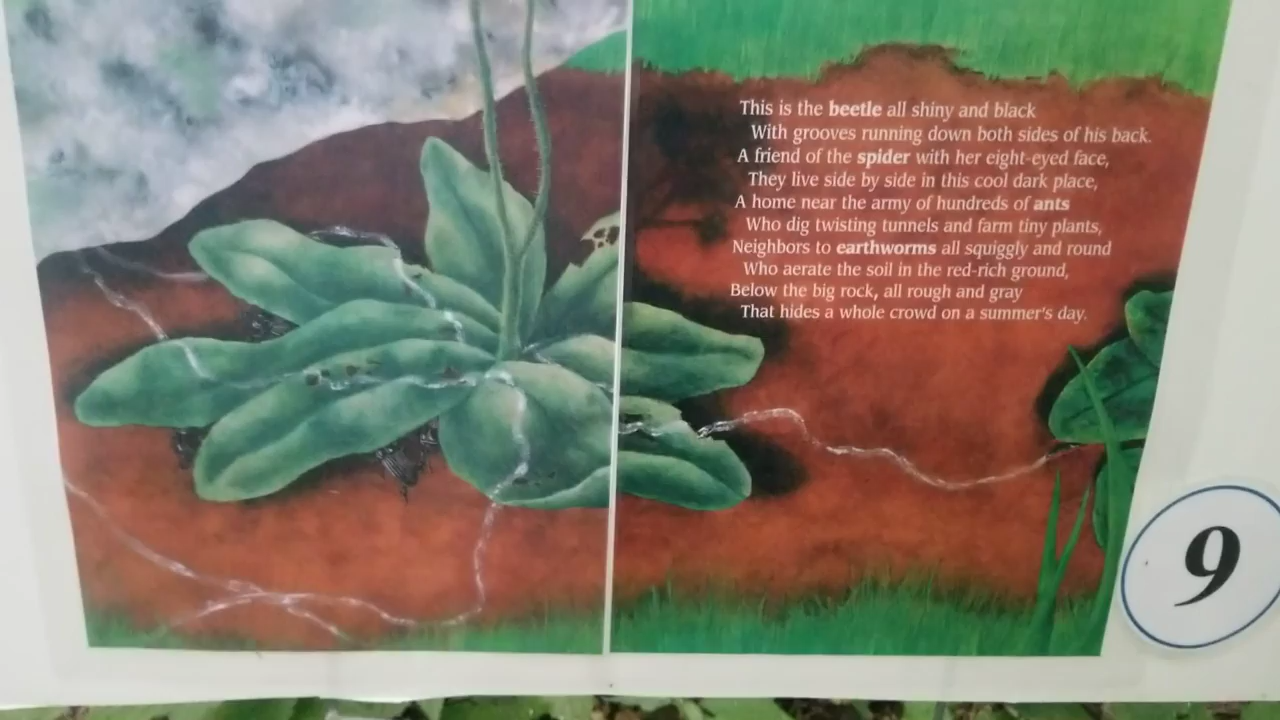 This is the beetle all shiny and black
With grooves running down both sides of his back.
A friend of the spider with her eight-eyed face,
They live side by side in this cool dark place,
A home near the army of hundreds of ants
Who dig twisting tunnels and farm tiny plants,
Neighbors to earthworms all squiggly and round
Who aerate the soil in the red-rich ground,
Below the big rock, all rough and gray
That hides a whole crowd on a summer's day.
9